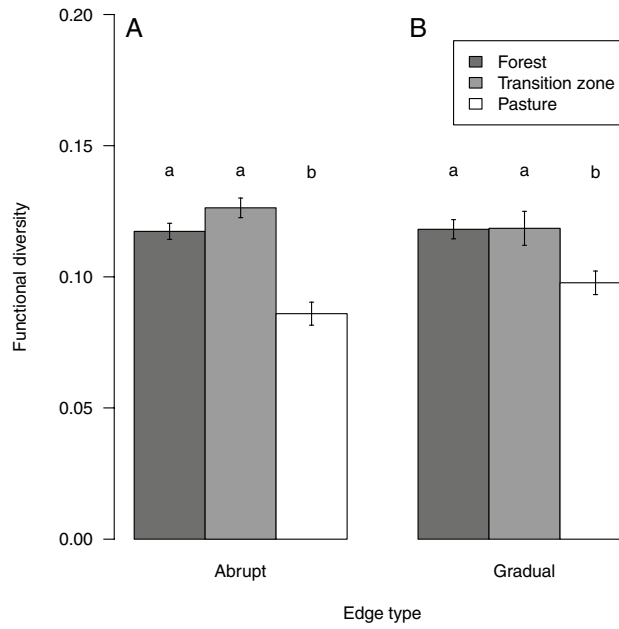 A
B
Forest
Transition zone
Pasture
a
a
b
a
a
b
0.20
0.15
0.10
0.05
0.00
Functional diversity
Abrupt
Gradual
Edge type